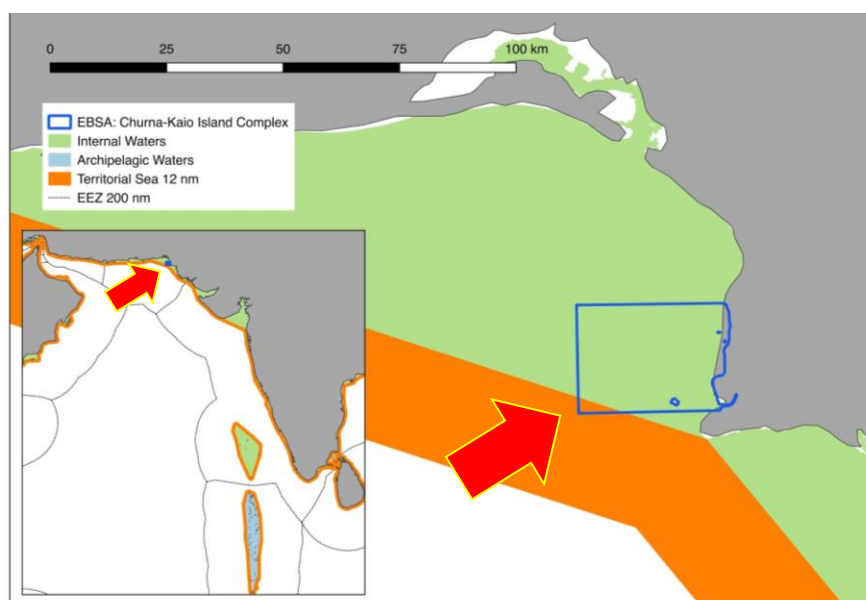 0 25 50 75 100 km
EBSA: Churna-Kaio Island Complex
Internal Waters
Archipelagic Waters
Territorial Sea 12 nm
EEZ 200 nm